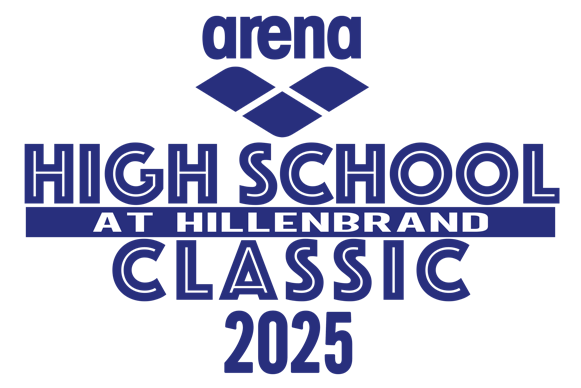 arena
HIGH SCHOOL
AT HILLENBRAND
CLASSIC
2025